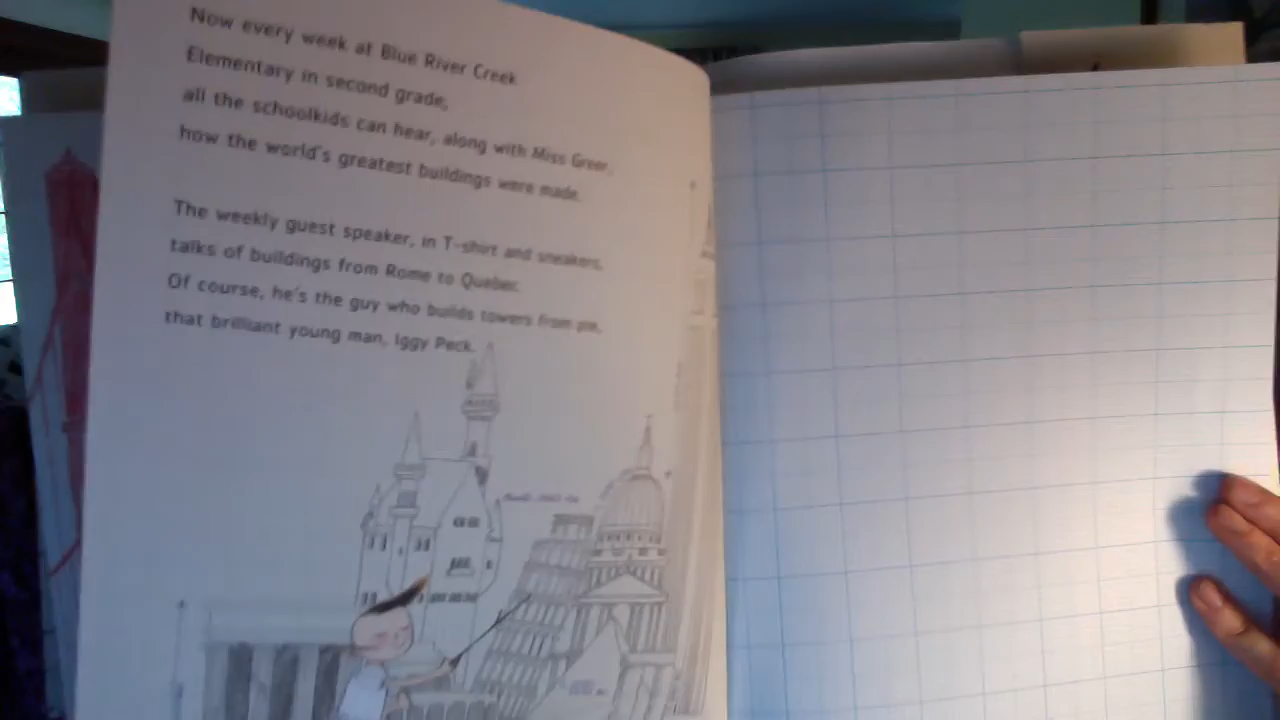 Now every week at Blue River Creek
Elementary in second grade,
all the schoolkids can hear, along with Miss Greer,
how the world's greatest buildings were made.
The weekly guest speaker, in T-shirt and sneakers,
talks of buildings from Rome to Quebec.
Of course, he's the guy who builds towers from pie,
that brilliant young man, Iggy Peck.